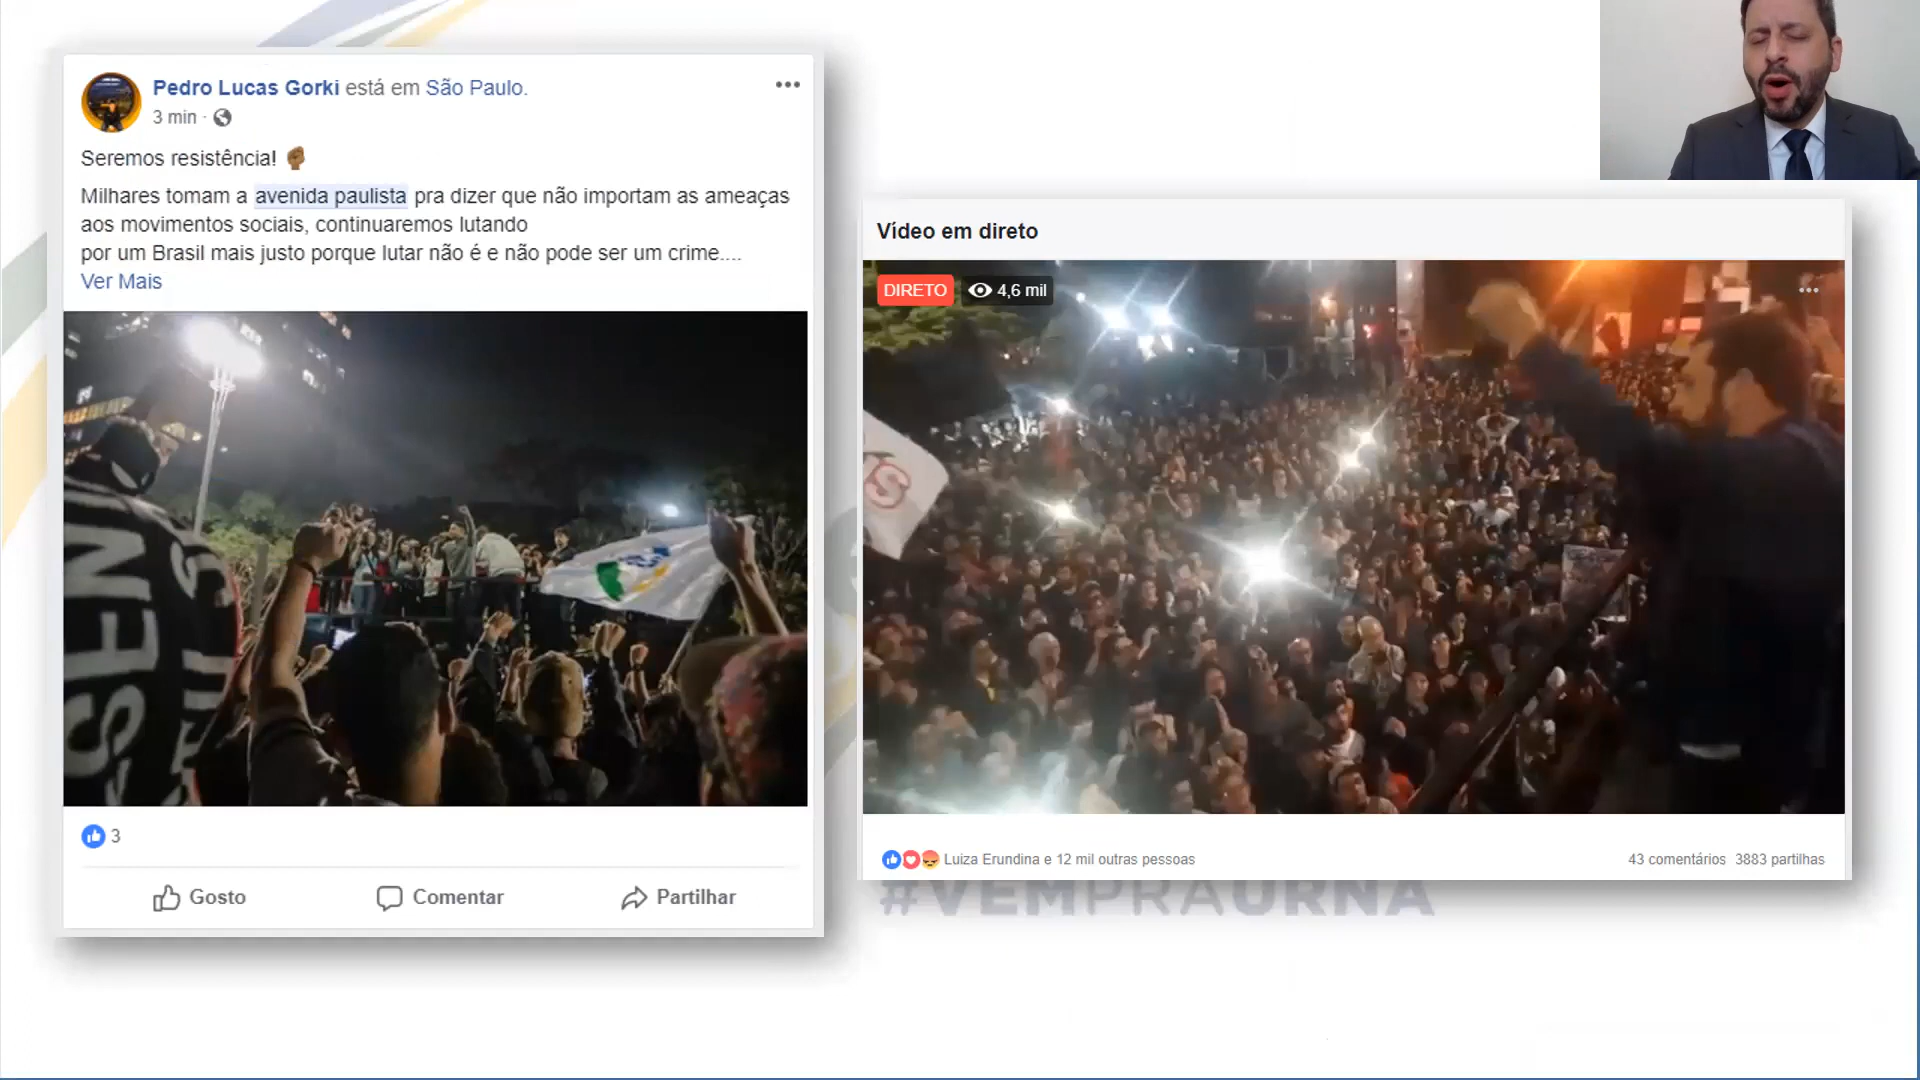 Pedro Lucas Gorki está em São Paulo.
3 min ·
Seremos resistência!
Milhares tomam a avenida paulista pra dizer que não importam as ameaças
aos movimentos sociais, continuaremos lutando
por um Brasil mais justo porque lutar não é e não pode ser um crime....
Ver Mais
SEN
3
Gosto
Comentar
Partilhar
Vídeo em direto
DIRETO
4,6 mil
Luiza Erundina e 12 mil outras pessoas
43 comentários 3883 partilhas
#VEMPRAURNA